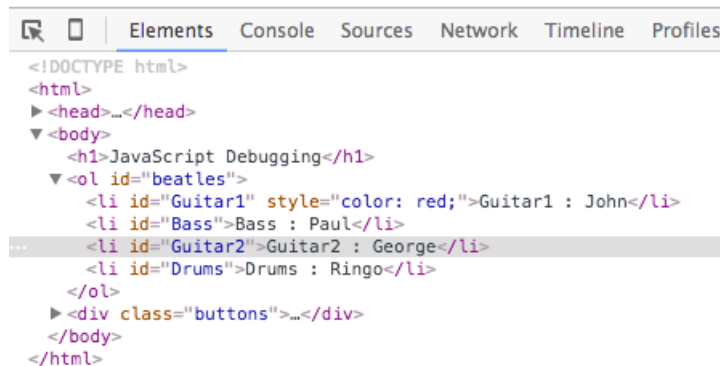 Elements Console Sources Network Timeline Profiles
<!DOCTYPE html>
<html>
▶<head>…</head>
▼<body>
<h1>JavaScript Debugging</h1>
▼<ol id="beatles">
<li id="Guitar1" style="color: red;">Guitar1 : John</li>
<li id="Bass">Bass : Paul</li>
... <li id="Guitar2">Guitar2 : George</li>
<li id="Drums">Drums : Ringo</li>
</ol>
▶<div class="buttons">…</div>
</body>
</html>